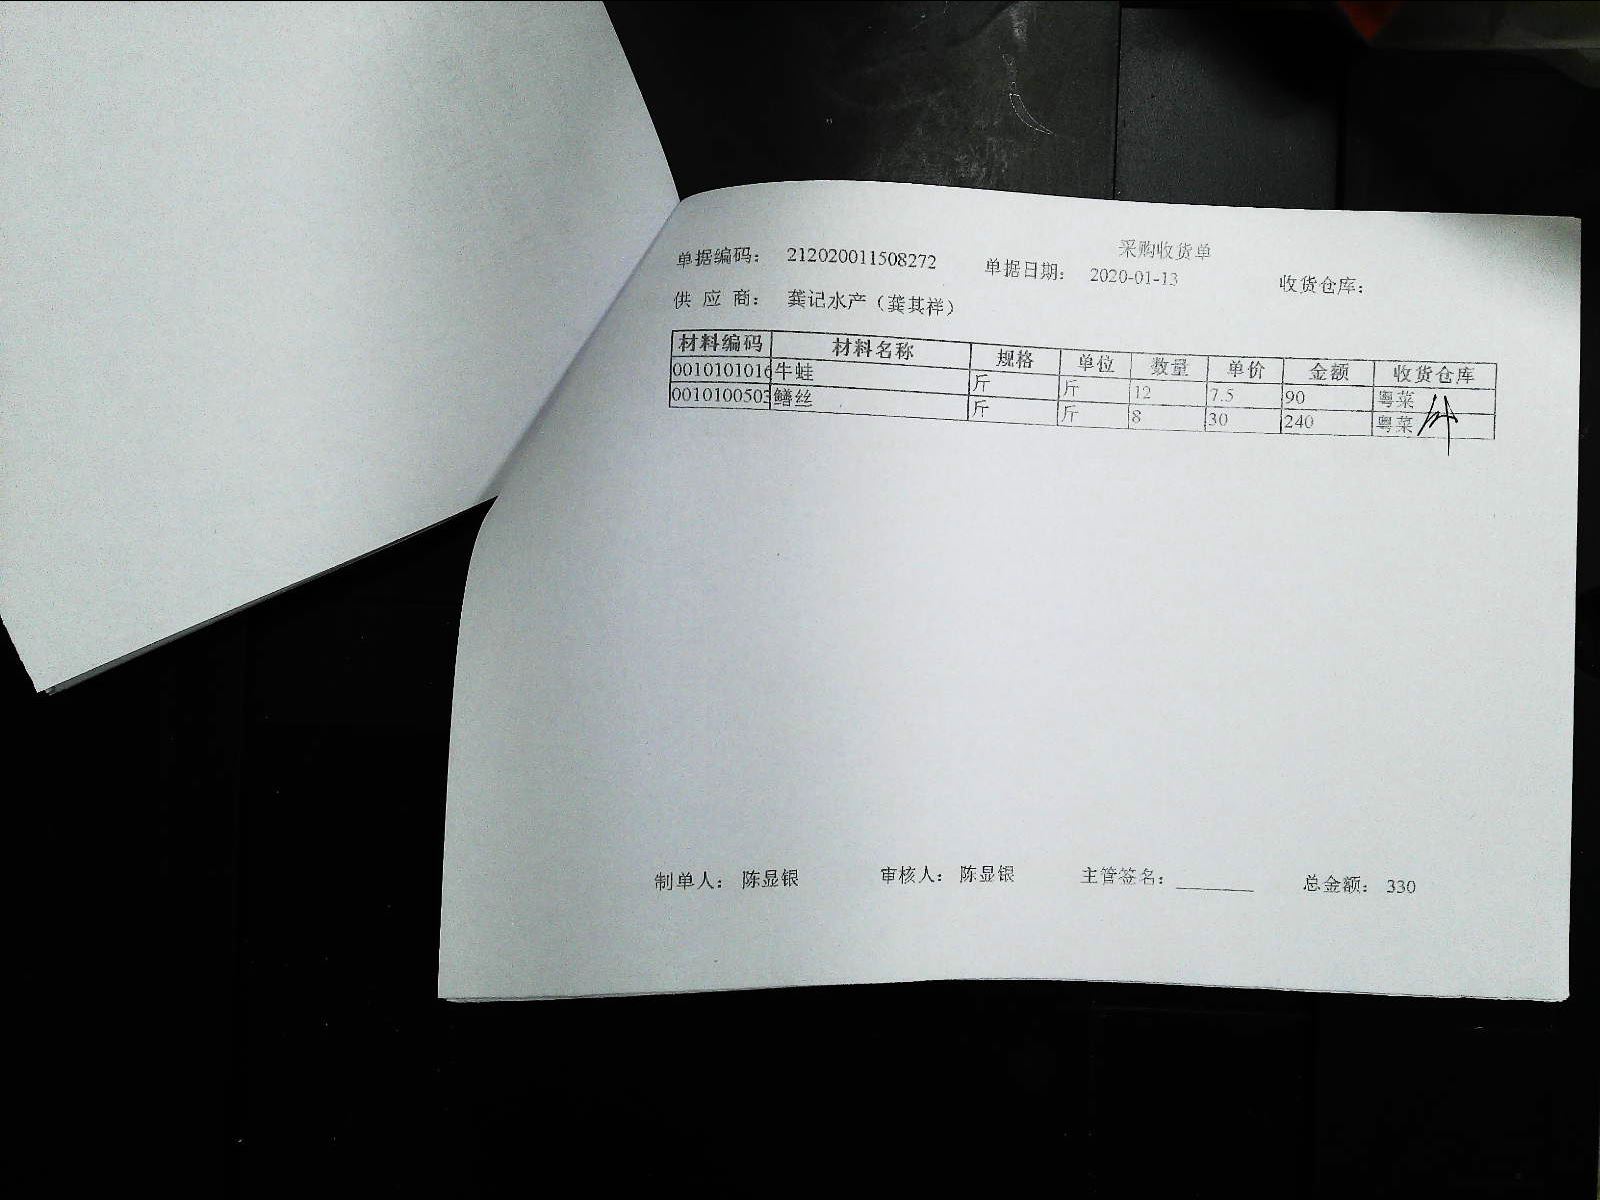 采购收货单
单据编码： 212020011508272 单据日期： 2020-01-13 收货仓库：
供 应 商： 龚记水产（龚其祥）
材料编码 材料名称 规格 单位 数量 单价 金额 收货仓库
0010101016 牛蛙 斤 斤 12 7.5 90 粤菜
0010100503 鳝丝 斤 斤 8 30 240 粤菜
制单人： 陈显银 审核人： 陈显银 主管签名：________ 总金额： 330